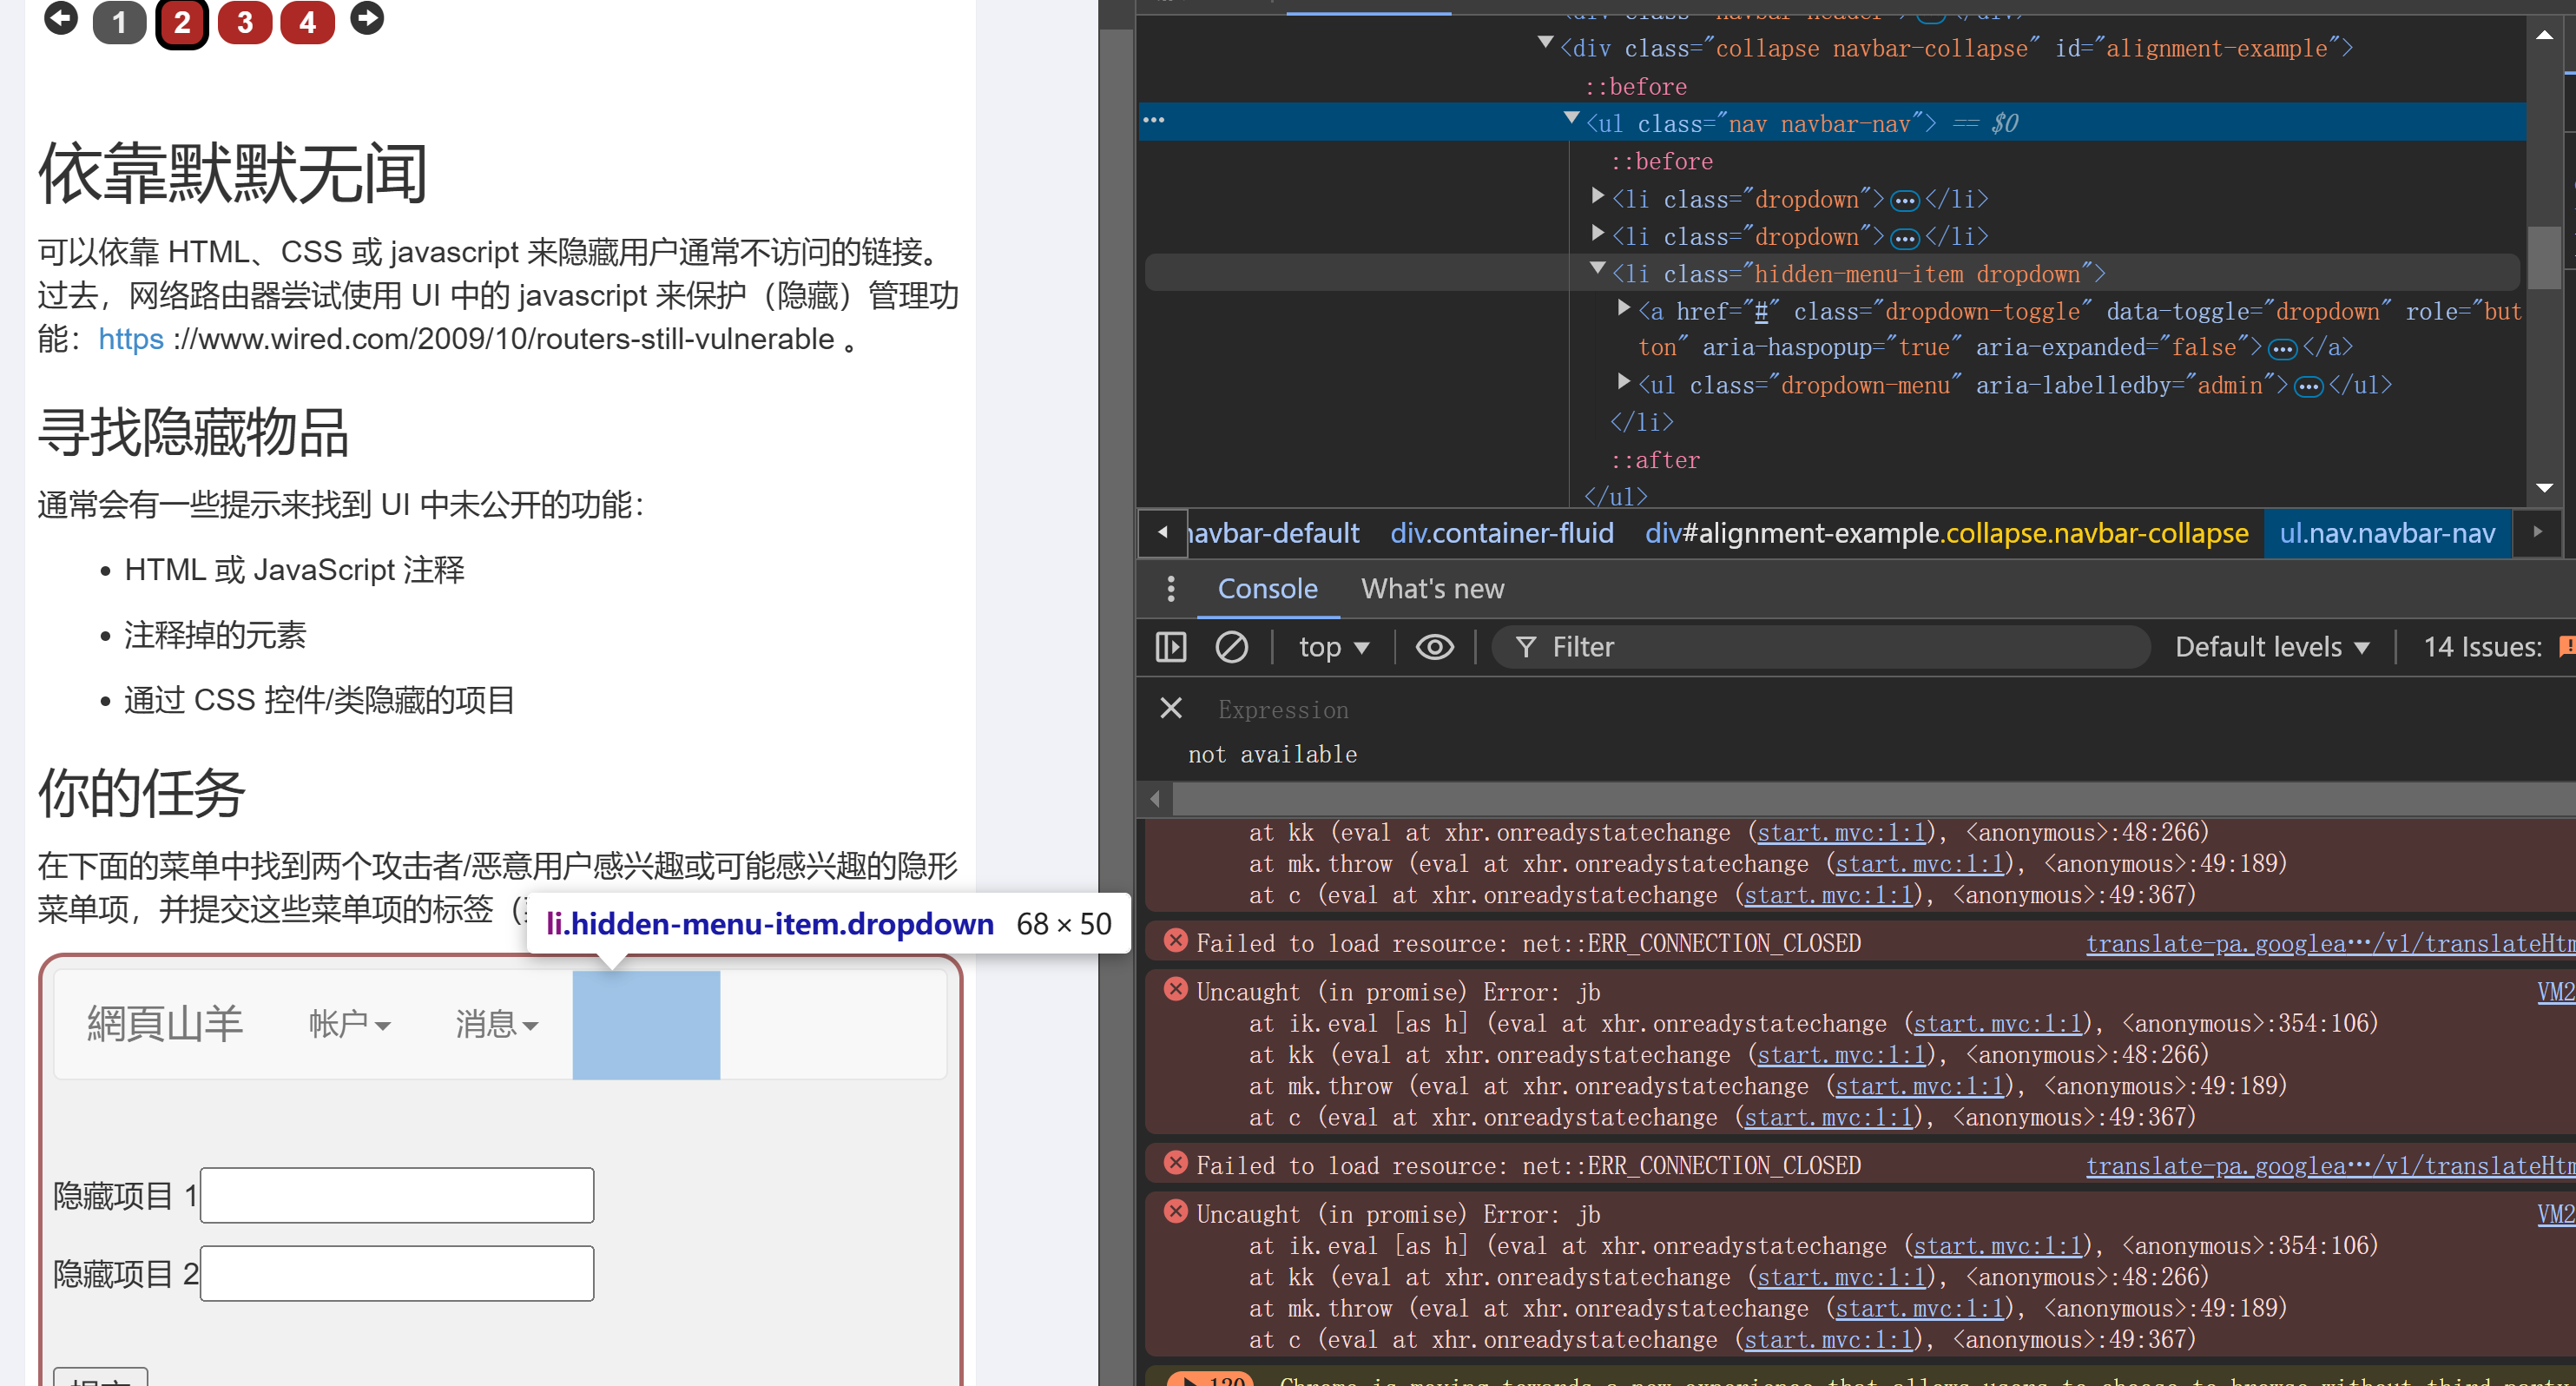 1 2 3 4
依靠默默无闻
可以依靠 HTML、CSS 或 javascript 来隐藏用户通常不访问的链接。
过去，网络路由器尝试使用 UI 中的 javascript 来保护（隐藏）管理功
能：https ://www.wired.com/2009/10/routers-still-vulnerable 。
寻找隐藏物品
通常会有一些提示来找到 UI 中未公开的功能：
• HTML 或 JavaScript 注释
• 注释掉的元素
• 通过 CSS 控件/类隐藏的项目
你的任务
在下面的菜单中找到两个攻击者/恶意用户感兴趣或可能感兴趣的隐形
菜单项，并提交这些菜单项的标签（
li.hidden-menu-item.dropdown 68 × 50
網頁山羊 帐户 消息
隐藏项目 1
隐藏项目 2
提交
<div class="navbar-header">…</div>
<div class="collapse navbar-collapse" id="alignment-example">
::before
<ul class="nav navbar-nav"> == $0
::before
<li class="dropdown">…</li>
<li class="dropdown">…</li>
<li class="hidden-menu-item dropdown">
<a href="#" class="dropdown-toggle" data-toggle="dropdown" role="but
ton" aria-haspopup="true" aria-expanded="false">…</a>
<ul class="dropdown-menu" aria-labelledby="admin">…</ul>
</li>
::after
</ul>
navbar-default div.container-fluid div#alignment-example.collapse.navbar-collapse ul.nav.navbar-nav
Console What's new
top Filter Default levels 14 Issues:
Expression
not available
at kk (eval at xhr.onreadystatechange (start.mvc:1:1), <anonymous>:48:266)
at mk.throw (eval at xhr.onreadystatechange (start.mvc:1:1), <anonymous>:49:189)
at c (eval at xhr.onreadystatechange (start.mvc:1:1), <anonymous>:49:367)
Failed to load resource: net::ERR_CONNECTION_CLOSED translate-pa.googlea…/v1/translateHtm
Uncaught (in promise) Error: jb VM2
at ik.eval [as h] (eval at xhr.onreadystatechange (start.mvc:1:1), <anonymous>:354:106)
at kk (eval at xhr.onreadystatechange (start.mvc:1:1), <anonymous>:48:266)
at mk.throw (eval at xhr.onreadystatechange (start.mvc:1:1), <anonymous>:49:189)
at c (eval at xhr.onreadystatechange (start.mvc:1:1), <anonymous>:49:367)
Failed to load resource: net::ERR_CONNECTION_CLOSED translate-pa.googlea…/v1/translateHtm
Uncaught (in promise) Error: jb VM2
at ik.eval [as h] (eval at xhr.onreadystatechange (start.mvc:1:1), <anonymous>:354:106)
at kk (eval at xhr.onreadystatechange (start.mvc:1:1), <anonymous>:48:266)
at mk.throw (eval at xhr.onreadystatechange (start.mvc:1:1), <anonymous>:49:189)
at c (eval at xhr.onreadystatechange (start.mvc:1:1), <anonymous>:49:367)
120 Chrome is moving towards a new experience that allows users to choose to browse without third-party